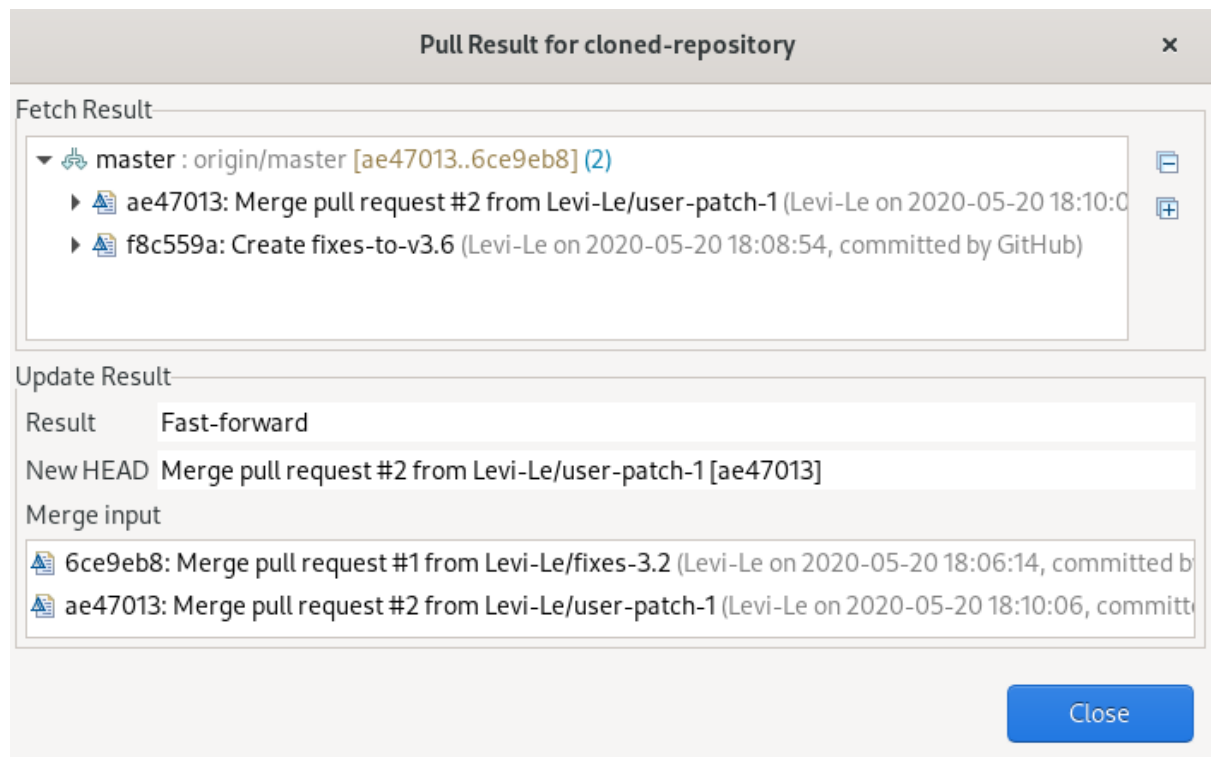 Pull Result for cloned-repository
Fetch Result
master : origin/master [ae47013..6ce9eb8] (2)
ae47013: Merge pull request #2 from Levi-Le/user-patch-1 (Levi-Le on 2020-05-20 18:10:0
f8c559a: Create fixes-to-v3.6 (Levi-Le on 2020-05-20 18:08:54, committed by GitHub)
Update Result
Result Fast-forward
New HEAD Merge pull request #2 from Levi-Le/user-patch-1 [ae47013]
Merge input
6ce9eb8: Merge pull request #1 from Levi-Le/fixes-3.2 (Levi-Le on 2020-05-20 18:06:14, committed b
ae47013: Merge pull request #2 from Levi-Le/user-patch-1 (Levi-Le on 2020-05-20 18:10:06, committ
Close